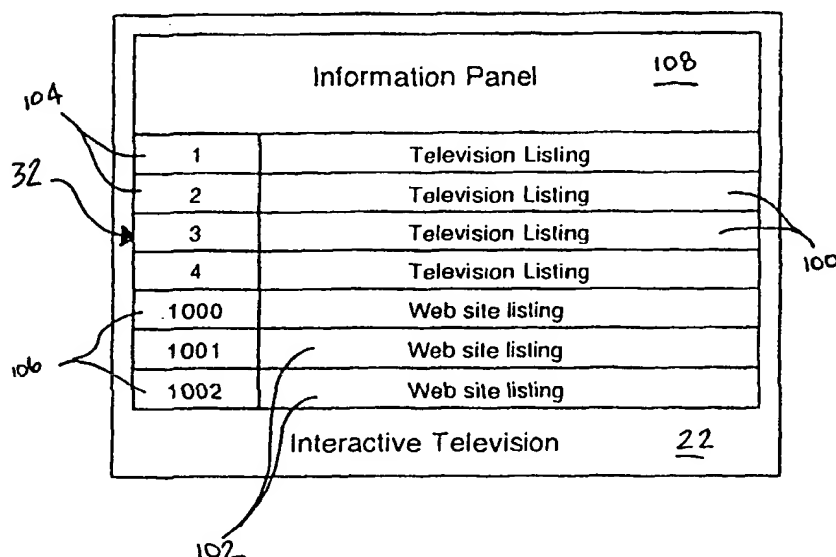 Information Panel 108
104
1 Television Listing
32
2 Television Listing
3 Television Listing
100
4 Television Listing
1000 Web site listing
106
1001 Web site listing
1002 Web site listing
Interactive Television 22
102